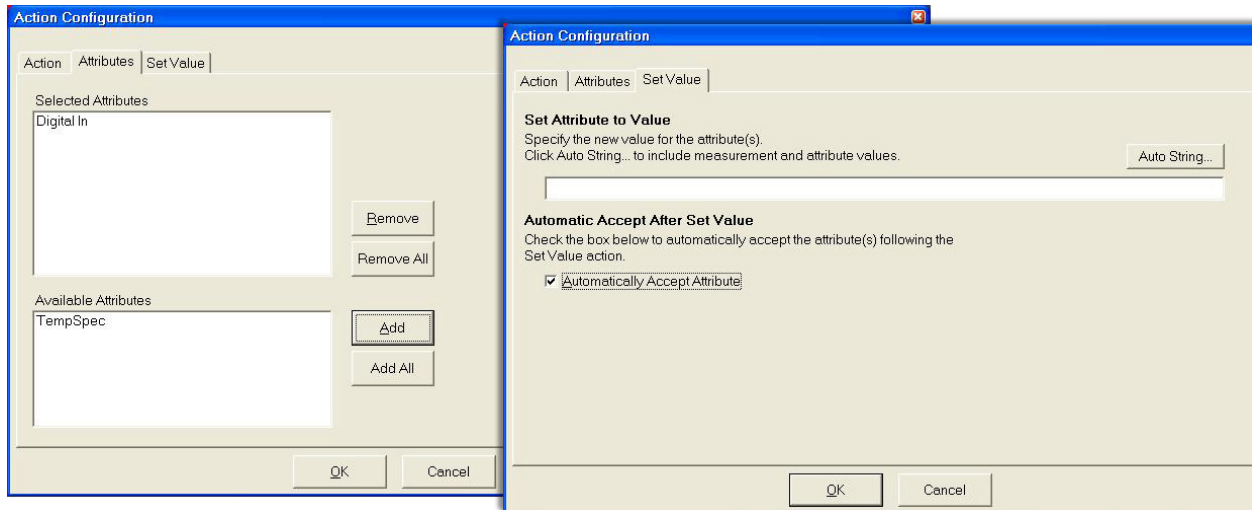 Action Configuration
Action Attributes Set Value
Selected Attributes
Digital In
Remove
Remove All
Available Attributes
TempSpec
Add
Add All
OK Cancel
Action Configuration
Action Attributes Set Value
Set Attribute to Value
Specify the new value for the attribute(s).
Click Auto String... to include measurement and attribute values.
Auto String...
Automatic Accept After Set Value
Check the box below to automatically accept the attribute(s) following the
Set Value action.
Automatically Accept Attribute
OK Cancel